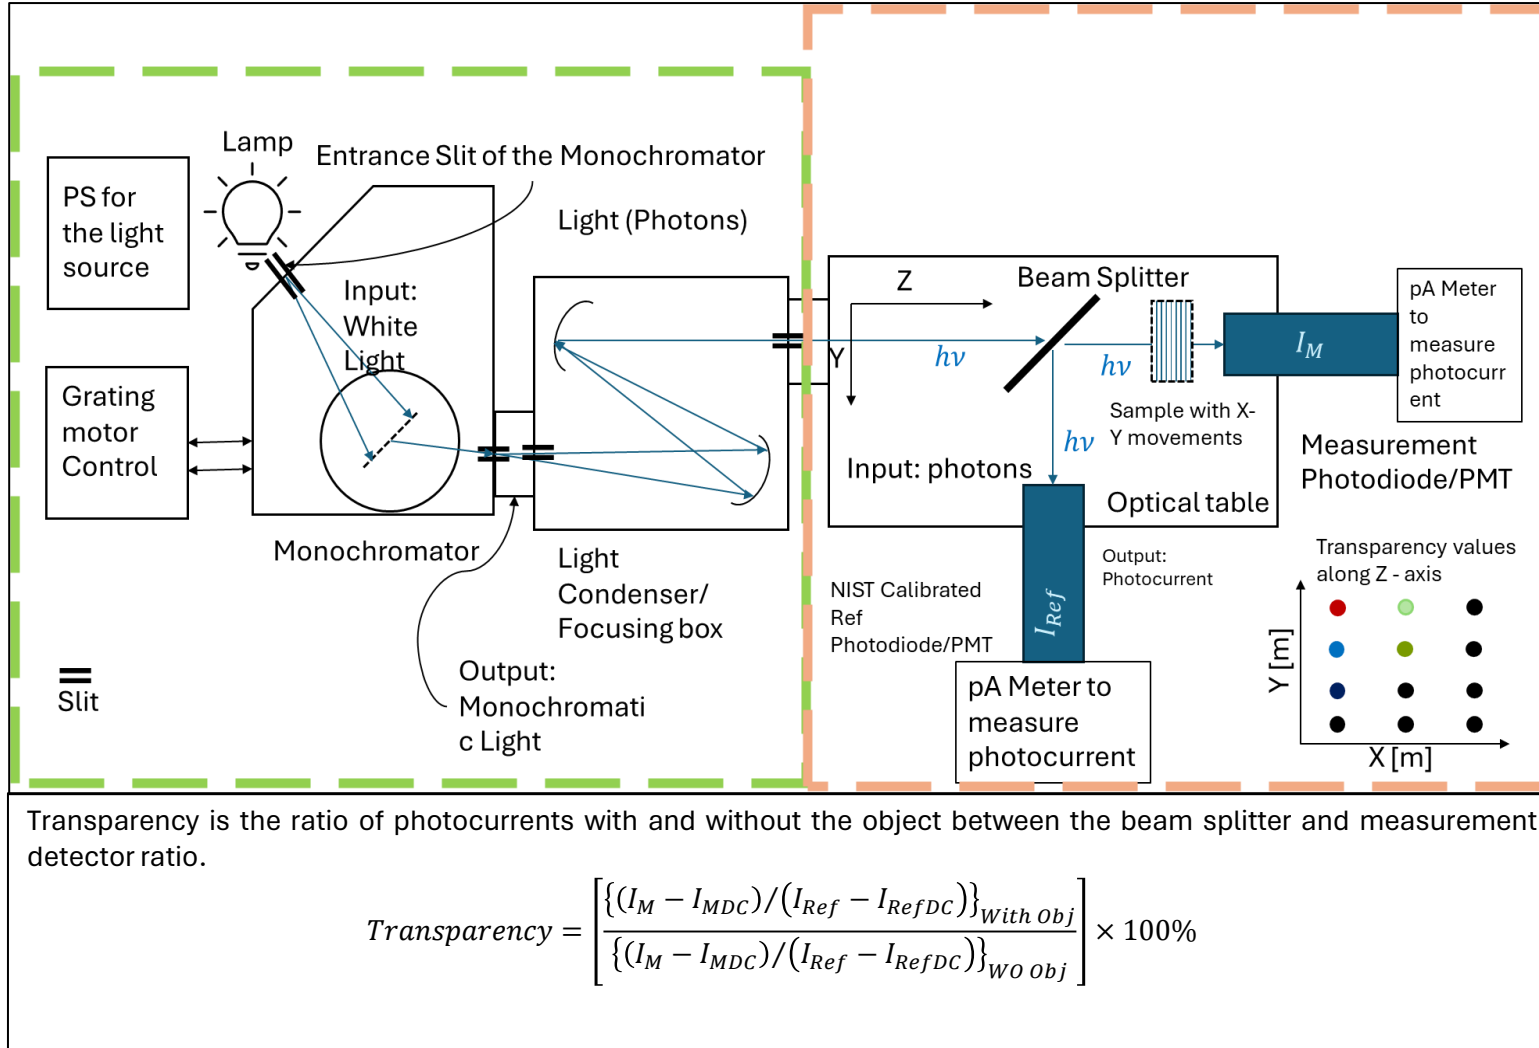 Lamp
Entrance Slit of the Monochromator
PS for
the light
source
Light (Photons)
Input:
White
Light
Grating
motor
Control
Monochromator
Light
Condenser/
Focusing box
Output:
Monochromati
c Light
Slit
Z
Y
Beam Splitter
hν
hν
hν
I_M
pA Meter
to
measure
photocurr
ent
Sample with X-
Y movements
Input: photons
Optical table
Measurement
Photodiode/PMT
NIST Calibrated
Ref
Photodiode/PMT
I_Ref
Output:
Photocurrent
pA Meter to
measure
photocurrent
Transparency values
along Z - axis
Y [m]
X [m]
Transparency is the ratio of photocurrents with and without the object between the beam splitter and measurement
detector ratio.
Transparency = [{(I_M − I_MDC)/(I_Ref − I_RefDC)}_With Obj / {(I_M − I_MDC)/(I_Ref − I_RefDC)}_WO Obj] × 100%